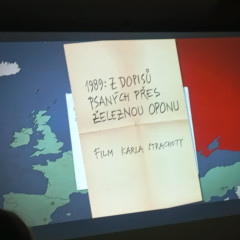 1989: Z DOPISŮ
PSANÝCH PŘES
ŽELEZNOU OPONU
FILM KARLA STRACHOTY